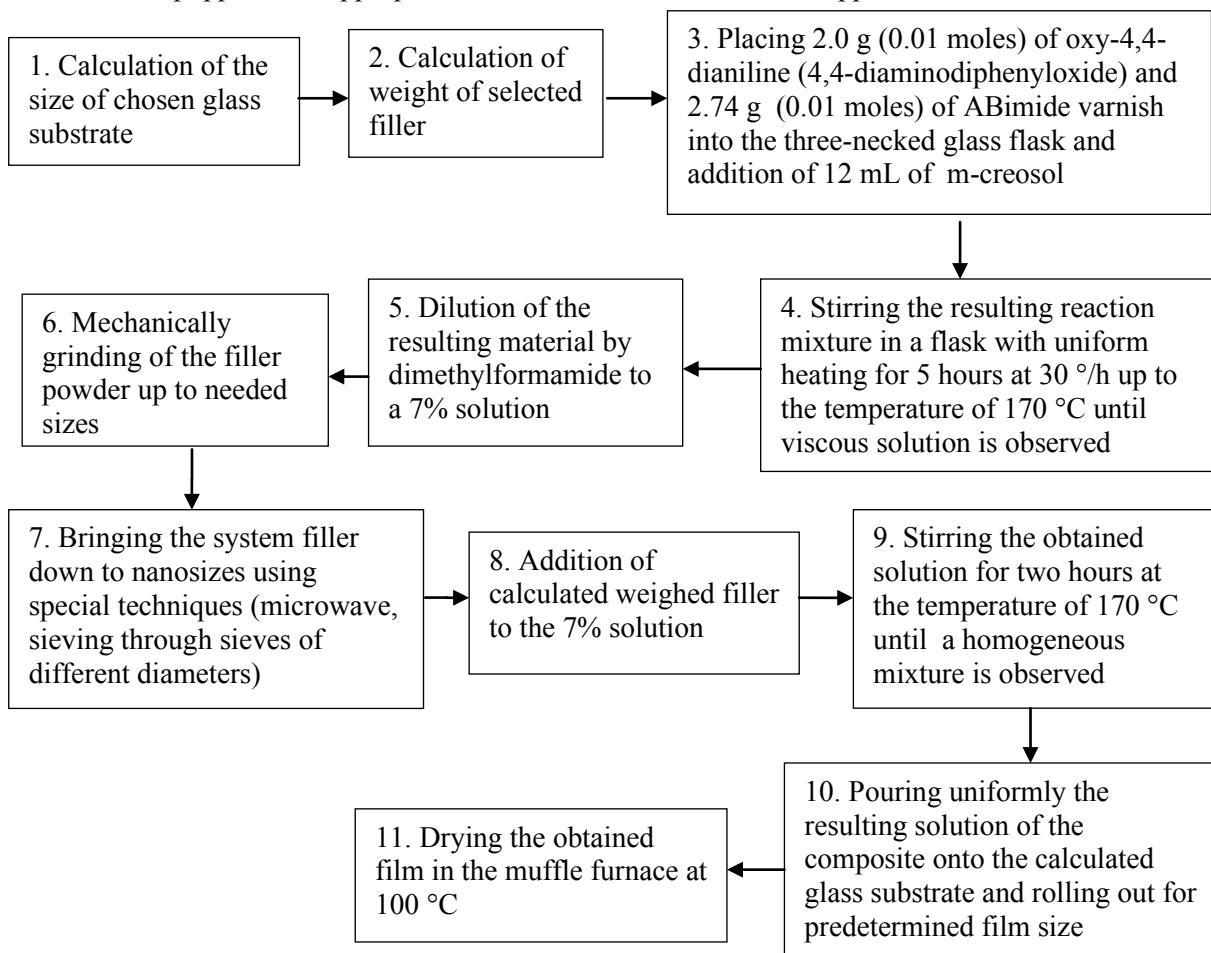 1. Calculation of the
size of chosen glass
substrate
2. Calculation of
weight of selected
filler
3. Placing 2.0 g (0.01 moles) of oxy-4,4-
dianiline (4,4-diaminodiphenyloxide) and
2.74 g (0.01 moles) of ABimide varnish
into the three-necked glass flask and
addition of 12 mL of m-creosol
4. Stirring the resulting reaction
mixture in a flask with uniform
heating for 5 hours at 30 °/h up to
the temperature of 170 °C until
viscous solution is observed
5. Dilution of the
resulting material by
dimethylformamide to
a 7% solution
6. Mechanically
grinding of the filler
powder up to needed
sizes
7. Bringing the system filler
down to nanosizes using
special techniques (microwave,
sieving through sieves of
different diameters)
8. Addition of
calculated weighed filler
to the 7% solution
9. Stirring the obtained
solution for two hours at
the temperature of 170 °C
until a homogeneous
mixture is observed
10. Pouring uniformly the
resulting solution of the
composite onto the calculated
glass substrate and rolling out for
predetermined film size
11. Drying the obtained
film in the muffle furnace at
100 °C